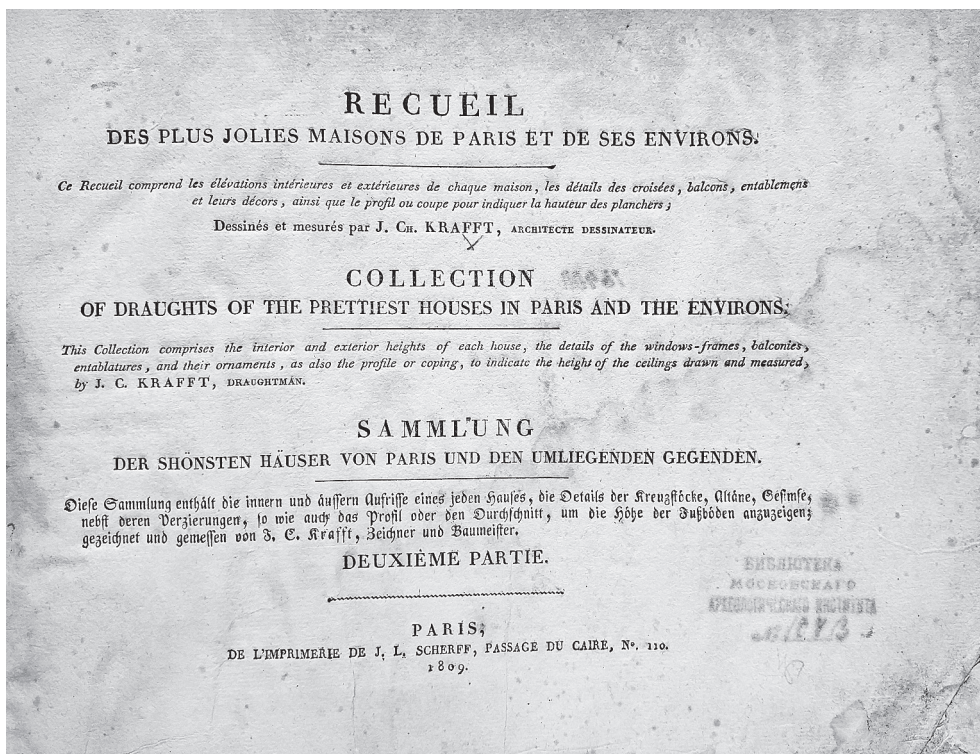 RECUEIL
DES PLUS JOLIES MAISONS DE PARIS ET DE SES ENVIRONS.
Ce Recueil comprend les élévations intérieures et extérieures de chaque maison, les détails des croisées, balcons, entablemens
et leurs décors, ainsi que le profil ou coupe pour indiquer la hauteur des planchers;
Dessinés et mesurés par J. CH. KRAFFT, ARCHITECTE DESSINATEUR.
COLLECTION
OF DRAUGHTS OF THE PRETTIEST HOUSES IN PARIS AND THE ENVIRONS;
This Collection comprises the interior and exterior heights of each house, the details of the windows-frames, balconies,
entablatures, and their ornaments, as also the profile or coping, to indicate the height of the ceilings drawn and measured,
by J. C. KRAFFT, DRAUGHTMAN.
SAMMLUNG
DER SHÖNSTEN HÄUSER VON PARIS UND DEN UMLIEGENDEN GEGENDEN.
Diese Sammlung enthält die innern und äussern Aufrisse eines jeden Hauses, die Details der Kreuzstöcke, Altäne, Gesimse,
nebst deren Verzierungen, so wie auch das Profil oder den Durchschnitt, um die Höhe der Fußböden anzuzeigen;
gezeichnet und gemessen von J. C. Krafft, Zeichner und Baumeister.
DEUXIÈME PARTIE.
PARIS;
DE L'IMPRIMERIE DE J. L. SCHERFF, PASSAGE DU CAIRE, Nº. 110.
1809.
БИБЛИОТЕКА
МОСКОВСКАГО